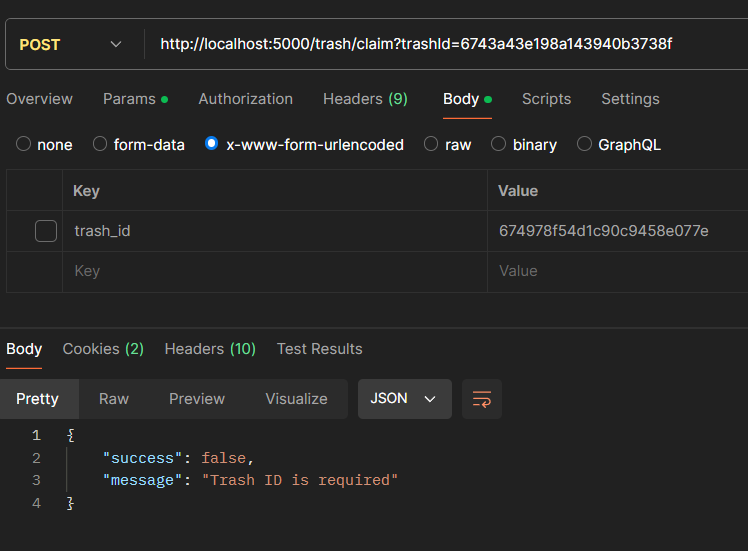 POST http://localhost:5000/trash/claim?trashId=6743a43e198a143940b3738f
Overview Params Authorization Headers (9) Body Scripts Settings
none form-data x-www-form-urlencoded raw binary GraphQL
Key Value
trash_id 674978f54d1c90c9458e077e
Key Value
Body Cookies (2) Headers (10) Test Results
Pretty Raw Preview Visualize JSON
1 {
2 "success": false,
3 "message": "Trash ID is required"
4 }